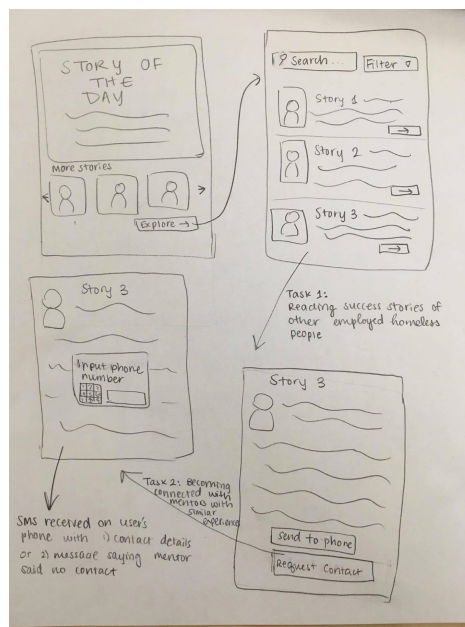 STORY OF
THE
DAY
More stories
Explore →
Search...
Filter
Story 1
→
Story 2
→
Story 3
→
Task 1:
Reading success stories of
other employed homeless
people
Story 3
Input phone
number
Story 3
send to phone
Request Contact
Task 2: Becoming
connected with
mentors with
similar
experience
SMS received on user's
phone with 1) contact details
or 2) message saying mentor
said no contact